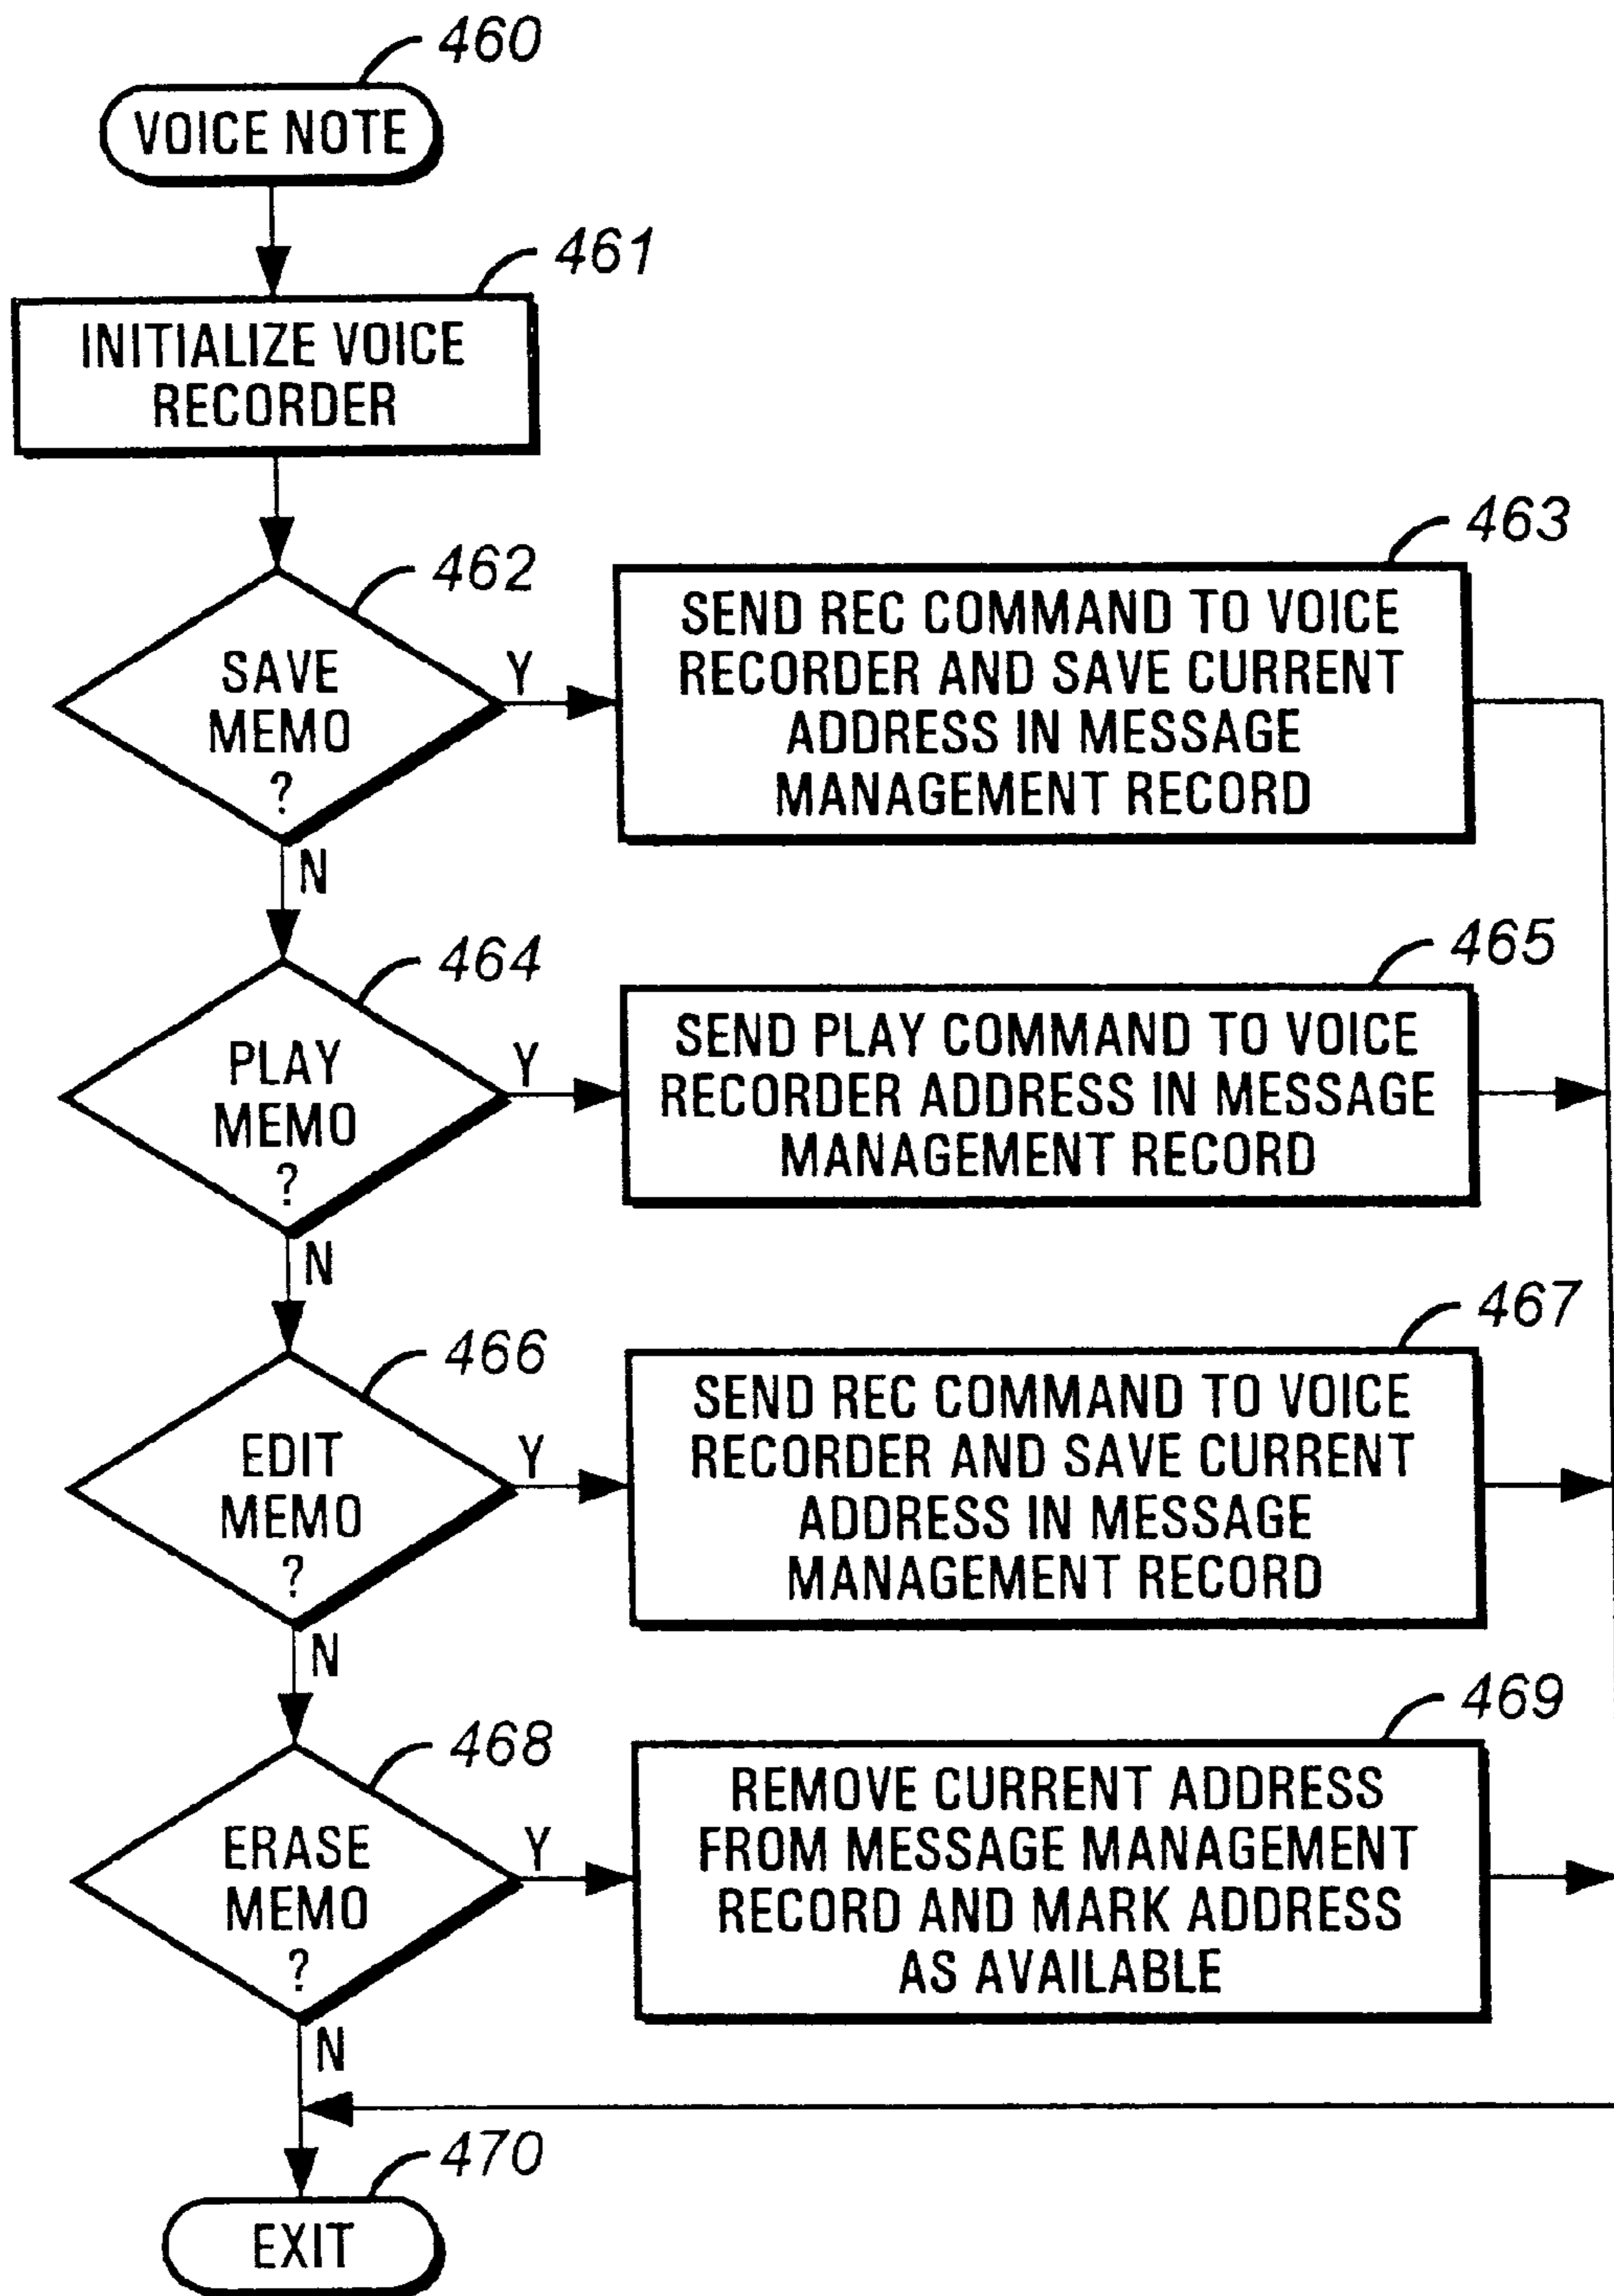 460
VOICE NOTE
461
INITIALIZE VOICE
RECORDER
462
SAVE
MEMO
?
Y
N
463
SEND REC COMMAND TO VOICE
RECORDER AND SAVE CURRENT
ADDRESS IN MESSAGE
MANAGEMENT RECORD
464
PLAY
MEMO
?
Y
N
465
SEND PLAY COMMAND TO VOICE
RECORDER ADDRESS IN MESSAGE
MANAGEMENT RECORD
466
EDIT
MEMO
?
Y
N
467
SEND REC COMMAND TO VOICE
RECORDER AND SAVE CURRENT
ADDRESS IN MESSAGE
MANAGEMENT RECORD
468
ERASE
MEMO
?
Y
N
469
REMOVE CURRENT ADDRESS
FROM MESSAGE MANAGEMENT
RECORD AND MARK ADDRESS
AS AVAILABLE
470
EXIT